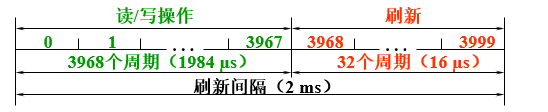 读/写操作 刷新
0 1 … 3967 3968 … 3999
3968个周期（1984 μs） 32个周期（16 μs）
刷新间隔（2 ms）